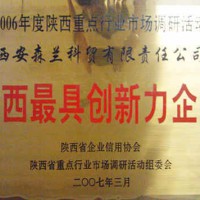 006年度陕西重点行业市场调研活动
西安森兰科贸有限责任公司
西最具创新力企
陕西省企业信用协会
陕西省重点行业市场调研活动组委会
二〇〇七年三月